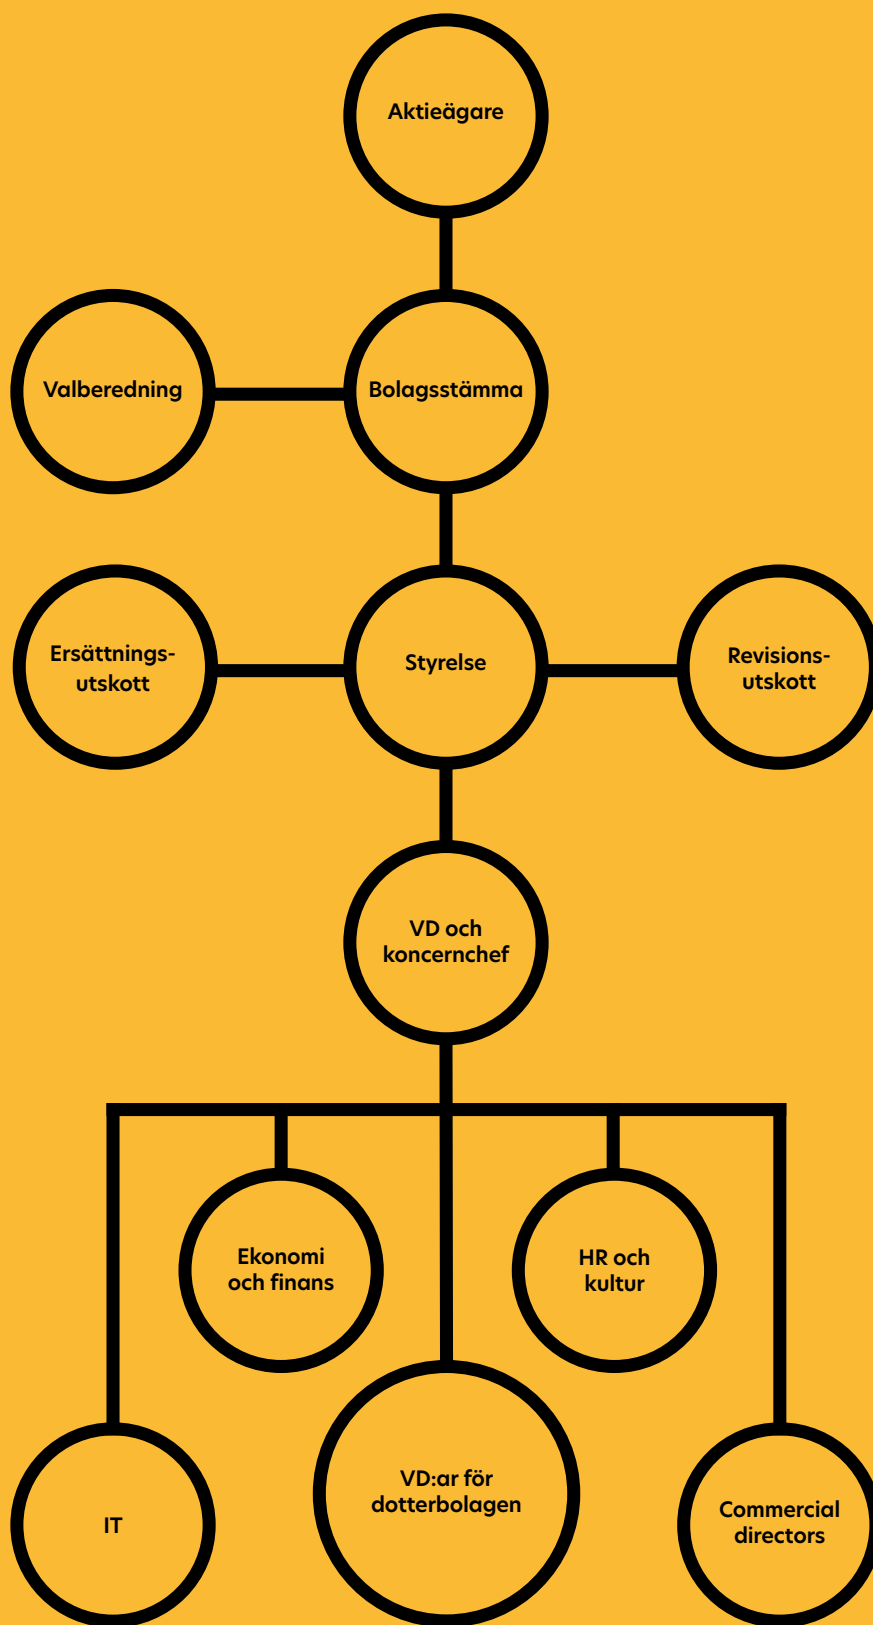 Aktieägare
Valberedning
Bolagsstämma
Ersättnings-
utskott
Styrelse
Revisions-
utskott
VD och
koncernchef
Ekonomi
och finans
HR och
kultur
IT
VD:ar för
dotterbolagen
Commercial
directors